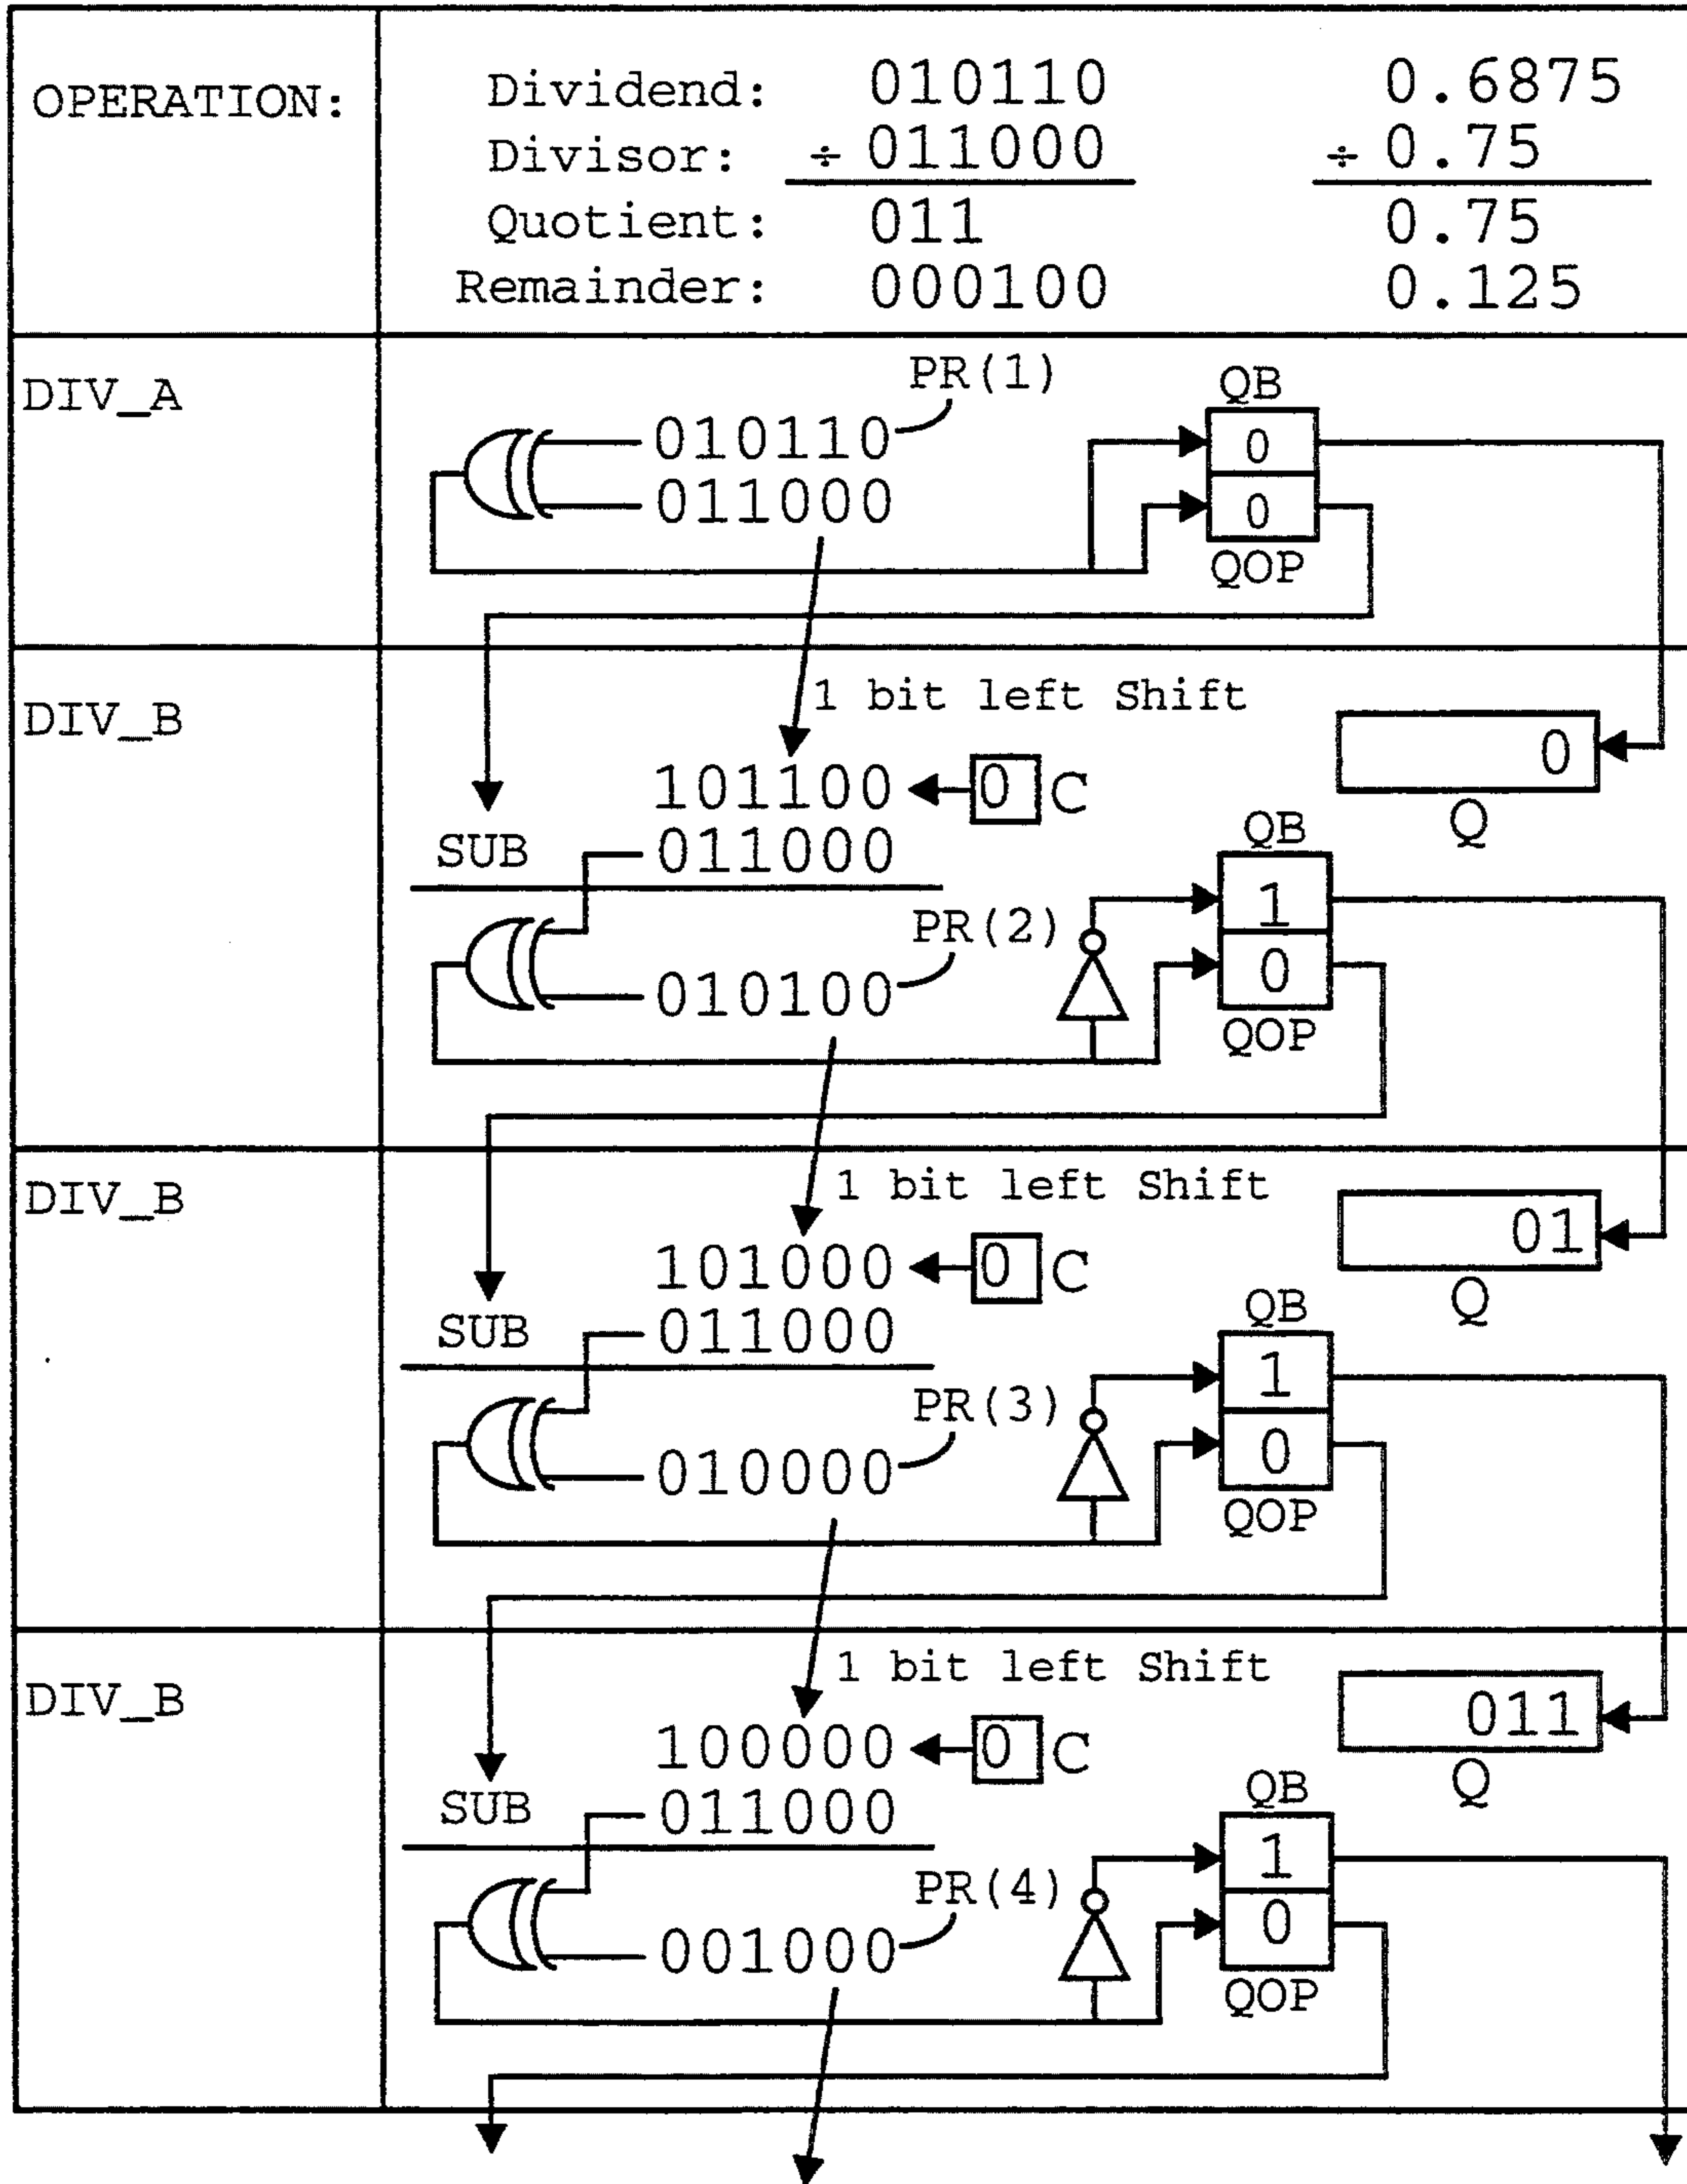 OPERATION:
Dividend: 010110 0.6875
Divisor: ÷ 011000 ÷ 0.75
Quotient: 011 0.75
Remainder: 000100 0.125
DIV_A
PR(1)
QB
010110
0
011000
0
QOP
DIV_B
1 bit left Shift
0
Q
101100
0 C
SUB
011000
QB
1
PR(2)
010100
0
QOP
DIV_B
1 bit left Shift
01
Q
101000
0 C
SUB
011000
QB
1
PR(3)
010000
0
QOP
DIV_B
1 bit left Shift
011
Q
100000
0 C
SUB
011000
QB
1
PR(4)
001000
0
QOP